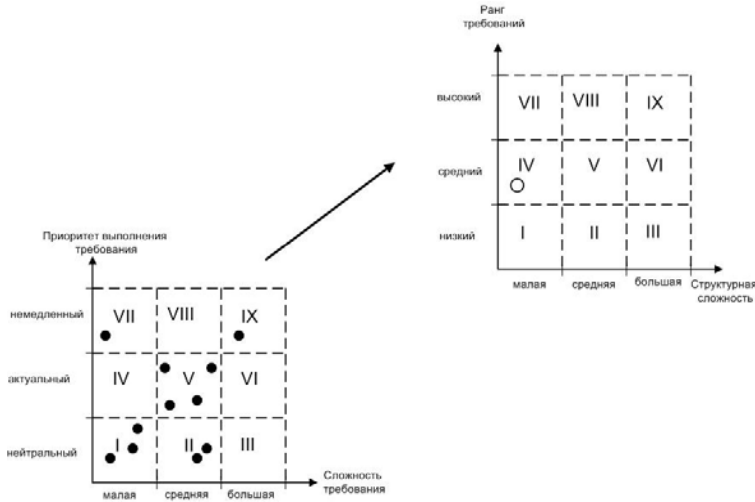 Ранг
требований
высокий
VII VIII IX
средний
IV V VI
низкий
I II III
малая средняя большая
Структурная
сложность
Приоритет выполнения
требования
немедленный
VII VIII IX
актуальный
IV V VI
нейтральный
I II III
малая средняя большая
Сложность
требования